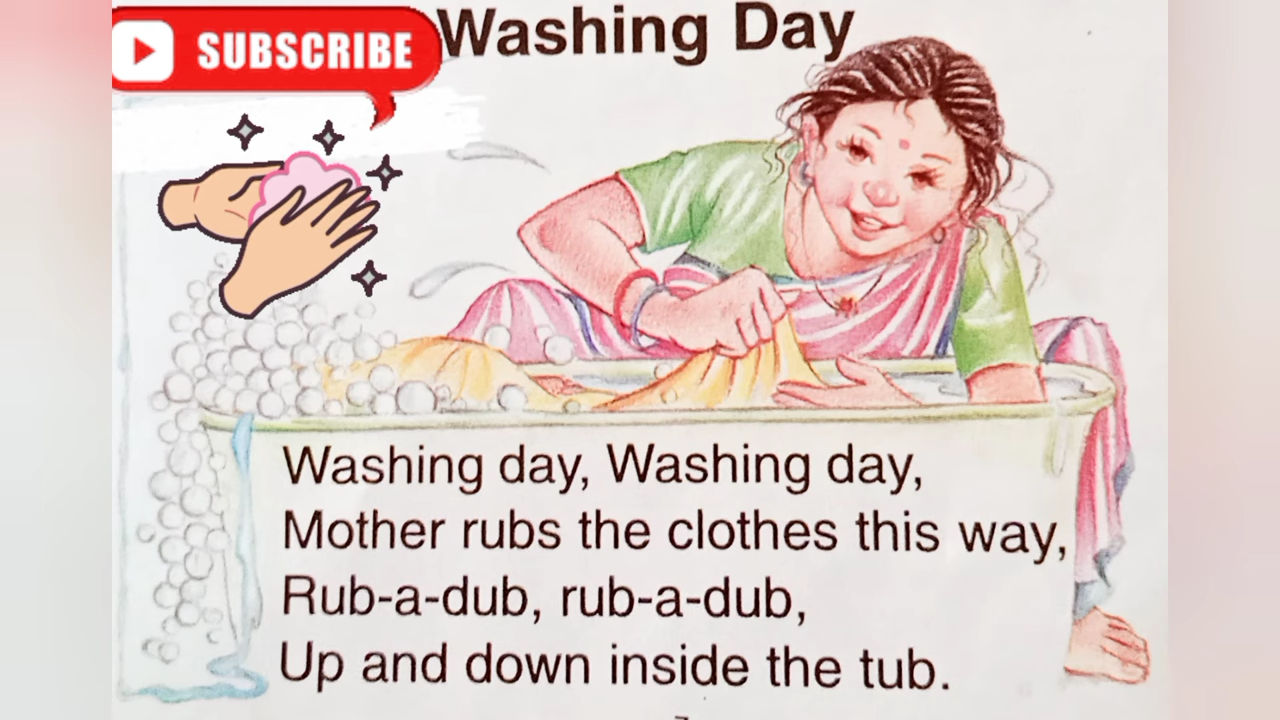 SUBSCRIBE
Washing Day
Washing day, Washing day,
Mother rubs the clothes this way,
Rub-a-dub, rub-a-dub,
Up and down inside the tub.